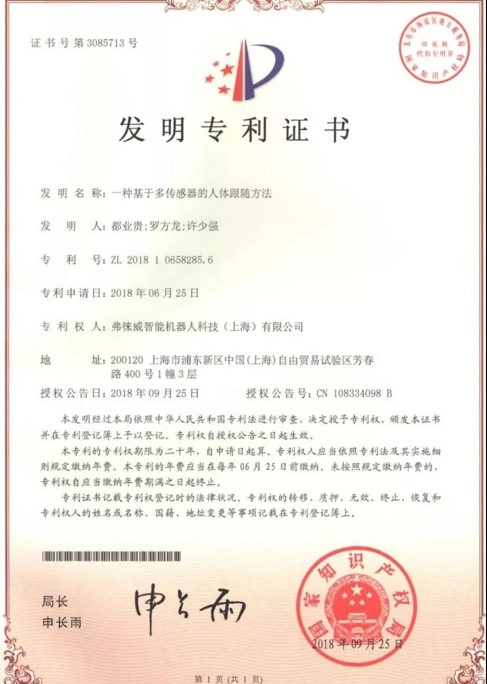 证书号第3085713号
发明专利证书
发明名称：一种基于多传感器的人体跟随方法
发明人：都业贵;罗方龙;许少强
专利号：ZL 2018 1 0658285.6
专利申请日：2018年06月25日
专利权人：弗徕威智能机器人科技（上海）有限公司
地址：200120 上海市浦东新区中国(上海)自由贸易试验区芳春
路400号1幢3层
授权公告日：2018年09月25日 授权公告号：CN 108334098 B
本发明经过本局依照中华人民共和国专利法进行审查，决定授予专利权，颁发本证书
并在专利登记簿上予以登记。专利权自授权公告之日起生效。
本专利的专利权期限为二十年，自申请日起算。专利权人应当依照专利法及其实施细
则规定缴纳年费。本专利的年费应当在每年06月25日前缴纳。未按照规定缴纳年费的，
专利权自应当缴纳年费期满之日起终止。
专利证书记载专利权登记时的法律状况。专利权的转移、质押、无效、终止、恢复和
专利权人的姓名或名称、国籍、地址变更等事项记载在专利登记簿上。
局长
申长雨
申长雨
国家知识产权局
2018年09月25日
第1页（共1页）